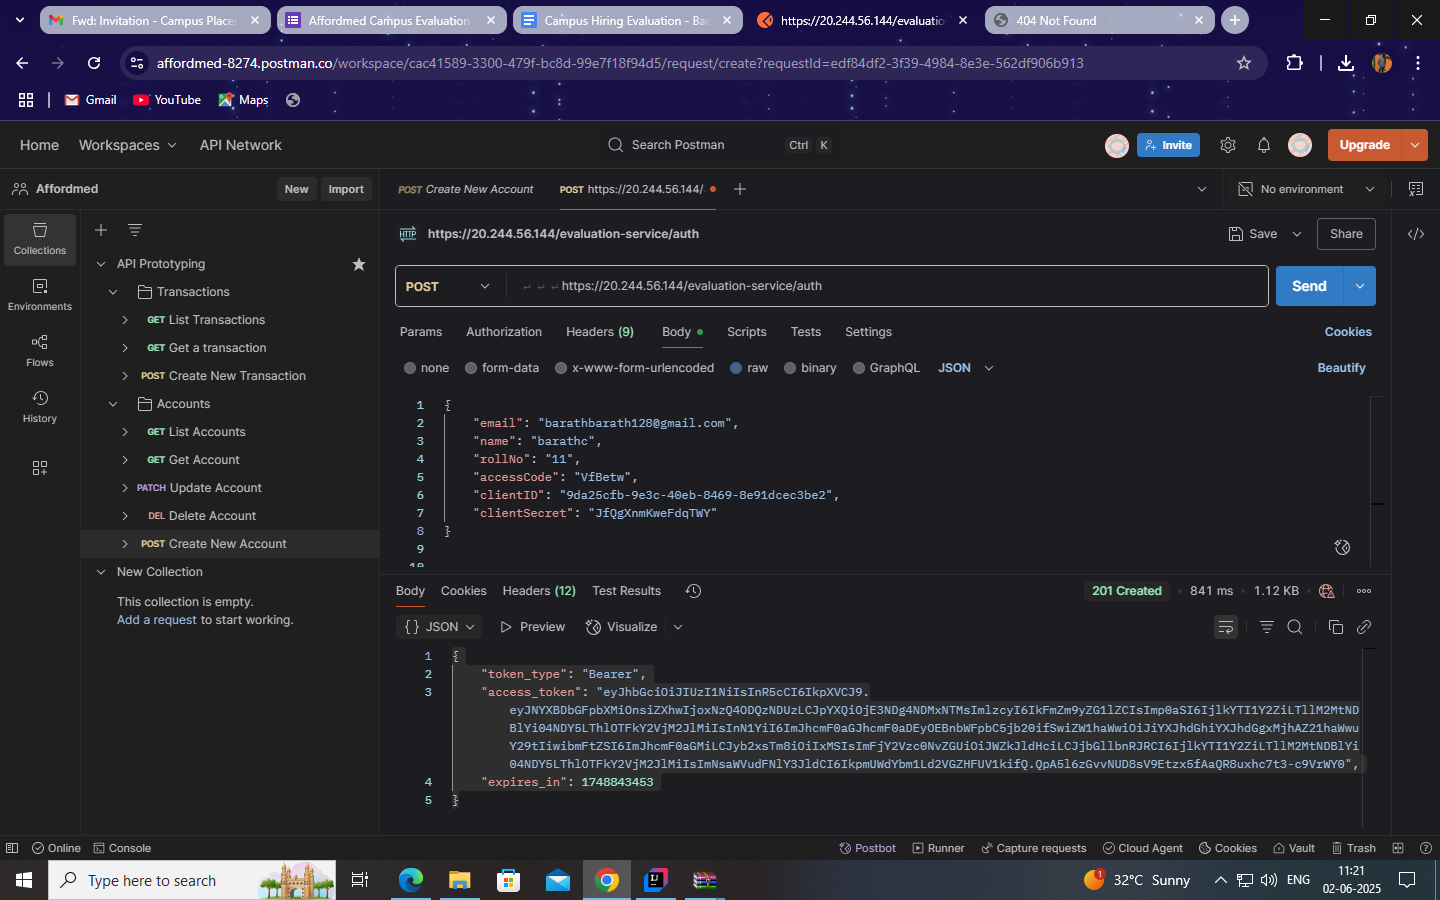 Fwd: Invitation - Campus Placer
Affordmed Campus Evaluation
Campus Hiring Evaluation - Bac
https://20.244.56.144/evaluatio
404 Not Found
affordmed-8274.postman.co/workspace/cac41589-3300-479f-bc8d-99e7f18f94d5/request/create?requestId=edf84df2-3f39-4984-8e3e-562df906b913
Gmail
YouTube
Maps
Home
Workspaces
API Network
Search Postman
Ctrl
K
Invite
Upgrade
Affordmed
New
Import
POST Create New Account
POST https://20.244.56.144/
No environment
Collections
Environments
Flows
History
API Prototyping
Transactions
GET List Transactions
GET Get a transaction
POST Create New Transaction
Accounts
GET List Accounts
GET Get Account
PATCH Update Account
DEL Delete Account
POST Create New Account
New Collection
This collection is empty.
Add a request to start working.
HTTP
https://20.244.56.144/evaluation-service/auth
Save
Share
POST
https://20.244.56.144/evaluation-service/auth
Send
Params
Authorization
Headers (9)
Body
Scripts
Tests
Settings
Cookies
none
form-data
x-www-form-urlencoded
raw
binary
GraphQL
JSON
Beautify
1 {
2 "email": "barathbarath128@gmail.com",
3 "name": "barathc",
4 "rollNo": "11",
5 "accessCode": "VfBetw",
6 "clientID": "9da25cfb-9e3c-40eb-8469-8e91dcec3be2",
7 "clientSecret": "JfQgXnmKweFdqTWY"
8 }
9
10
Body
Cookies
Headers (12)
Test Results
201 Created
841 ms
1.12 KB
{} JSON
Preview
Visualize
1 {
2 "token_type": "Bearer",
3 "access_token": "eyJhbGciOiJIUzI1NiIsInR5cCI6IkpXVCJ9.
eyJNYXBDbGFpbXMiOnsiZXhwIjoxNzQ4ODQzNDUzLCJpYXQiOjE3NDg4NDMxNTMsImlzcyI6IkFmZm9yZG1lZCIsImp0aSI6IjlkYTI1Y2ZiLTllM2MtND
BlYi04NDY5LThlOTFkY2VjM2JlMiIsInN1YiI6ImJhcmF0aGJhcmF0aDEyOEBnbWFpbC5jb20ifSwiZW1haWwiOiJiYXJhdGhiYXJhdGgxMjhAZ21haWwu
Y29tIiwibmFtZSI6ImJhcmF0aGMiLCJyb2xsTm8iOiIxMSIsImFjY2Vzc0NvZGUiOiJWZkJldHciLCJjbGllbnRJRCI6IjlkYTI1Y2ZiLTllM2MtNDBlYi
04NDY5LThlOTFkY2VjM2JlMiIsImNsaWVudFNlY3JldCI6IkpmUWdYbm1Ld2VGZHFUV1kifQ.QpA5l6zGvvNUD8sV9Etzx5fAaQR8uxhc7t3-c9VrWY0",
4 "expires_in": 1748843453
5 }
Online
Console
Postbot
Runner
Capture requests
Cloud Agent
Cookies
Vault
Trash
Type here to search
1
32°C Sunny
ENG
11:21
02-06-2025